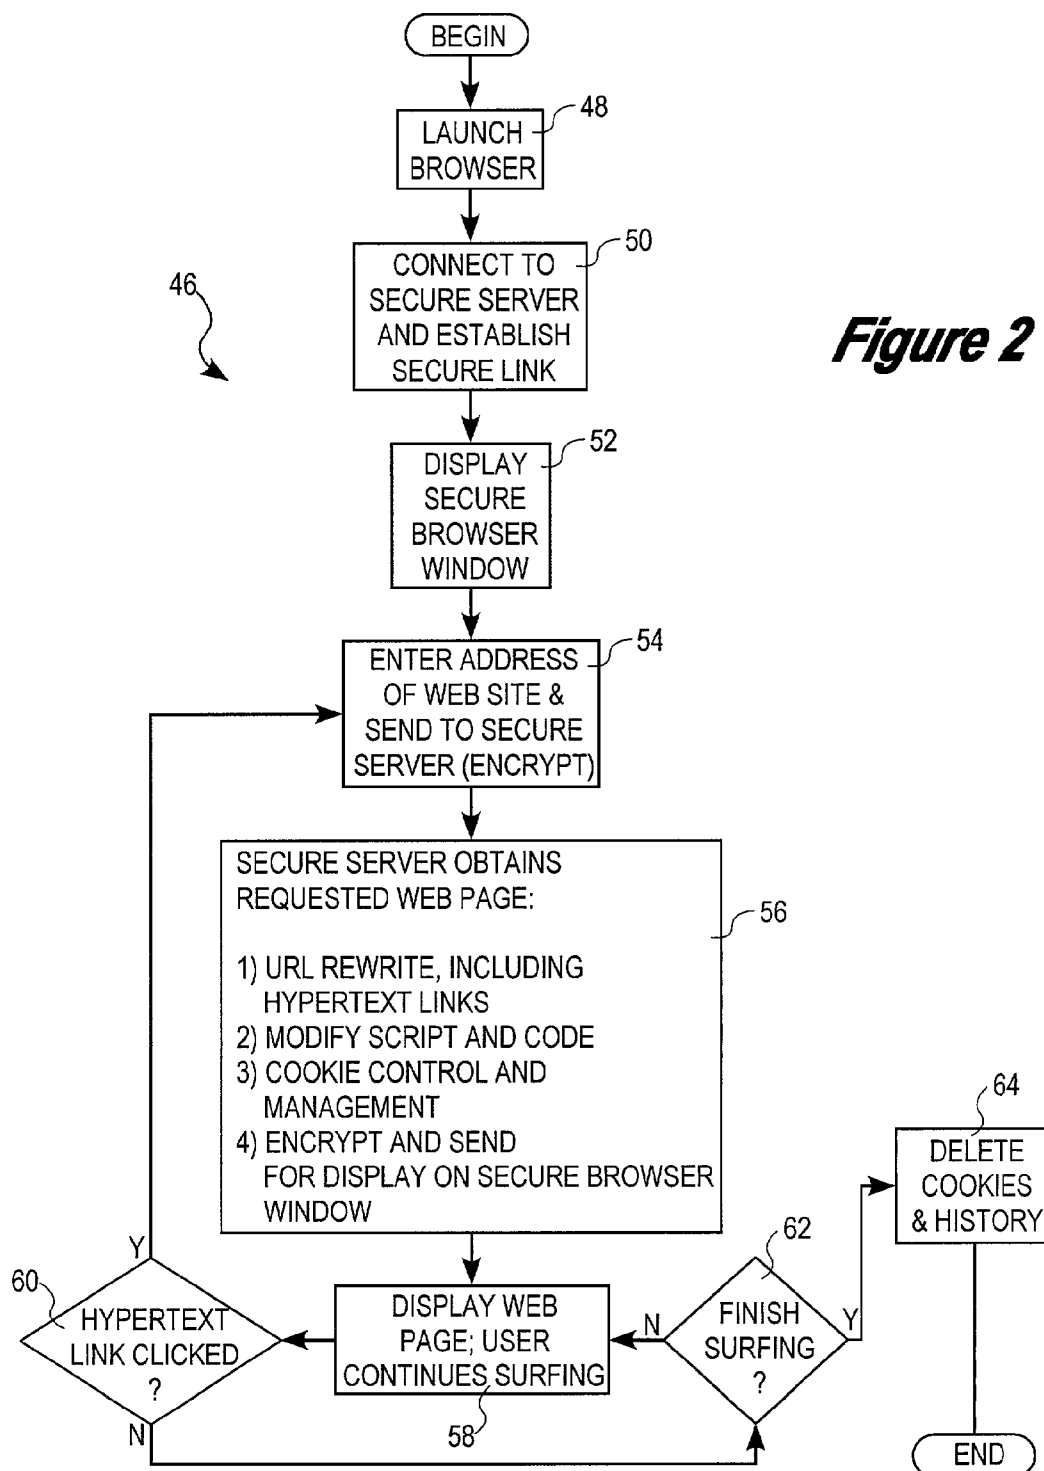 BEGIN
48
LAUNCH
BROWSER
50
CONNECT TO
SECURE SERVER
AND ESTABLISH
SECURE LINK
46
Figure 2
52
DISPLAY
SECURE
BROWSER
WINDOW
54
ENTER ADDRESS
OF WEB SITE &
SEND TO SECURE
SERVER (ENCRYPT)
SECURE SERVER OBTAINS
REQUESTED WEB PAGE:
56
1) URL REWRITE, INCLUDING
HYPERTEXT LINKS
2) MODIFY SCRIPT AND CODE
3) COOKIE CONTROL AND
MANAGEMENT
4) ENCRYPT AND SEND
FOR DISPLAY ON SECURE BROWSER
WINDOW
64
DELETE
COOKIES
& HISTORY
Y
60
HYPERTEXT
LINK CLICKED
?
N
DISPLAY WEB
PAGE; USER
CONTINUES SURFING
58
62
N
FINISH
SURFING
?
Y
END